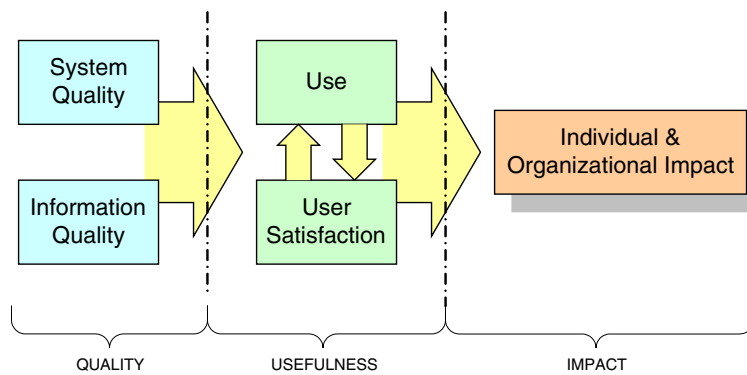 System
Quality
Use
Individual &
Organizational Impact
Information
Quality
User
Satisfaction
QUALITY
USEFULNESS
IMPACT